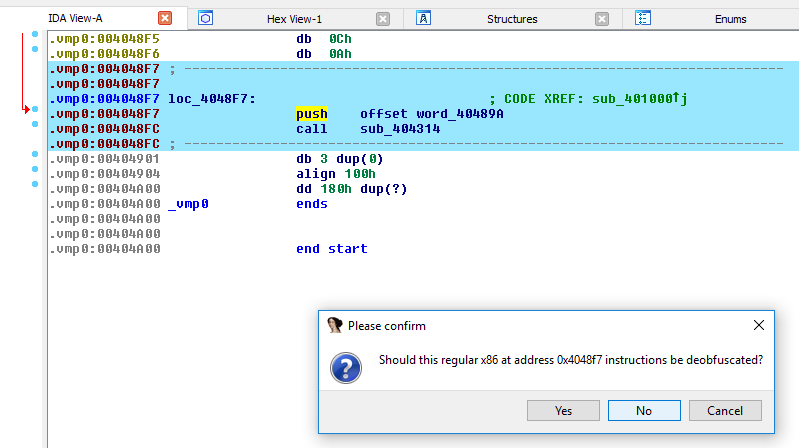 IDA View-A Hex View-1 Structures Enums
.vmp0:004048F5 db 0Ch
.vmp0:004048F6 db 0Ah
.vmp0:004048F7 ; ---------------------------------------------------------------------------
.vmp0:004048F7
.vmp0:004048F7 loc_4048F7: ; CODE XREF: sub_401000↑j
.vmp0:004048F7 push offset word_40489A
.vmp0:004048FC call sub_404314
.vmp0:004048FC ; ---------------------------------------------------------------------------
.vmp0:00404901 db 3 dup(0)
.vmp0:00404904 align 100h
.vmp0:00404A00 dd 180h dup(?)
.vmp0:00404A00 _vmp0 ends
.vmp0:00404A00
.vmp0:00404A00
.vmp0:00404A00 end start
Please confirm
Should this regular x86 at address 0x4048f7 instructions be deobfuscated?
Yes No Cancel